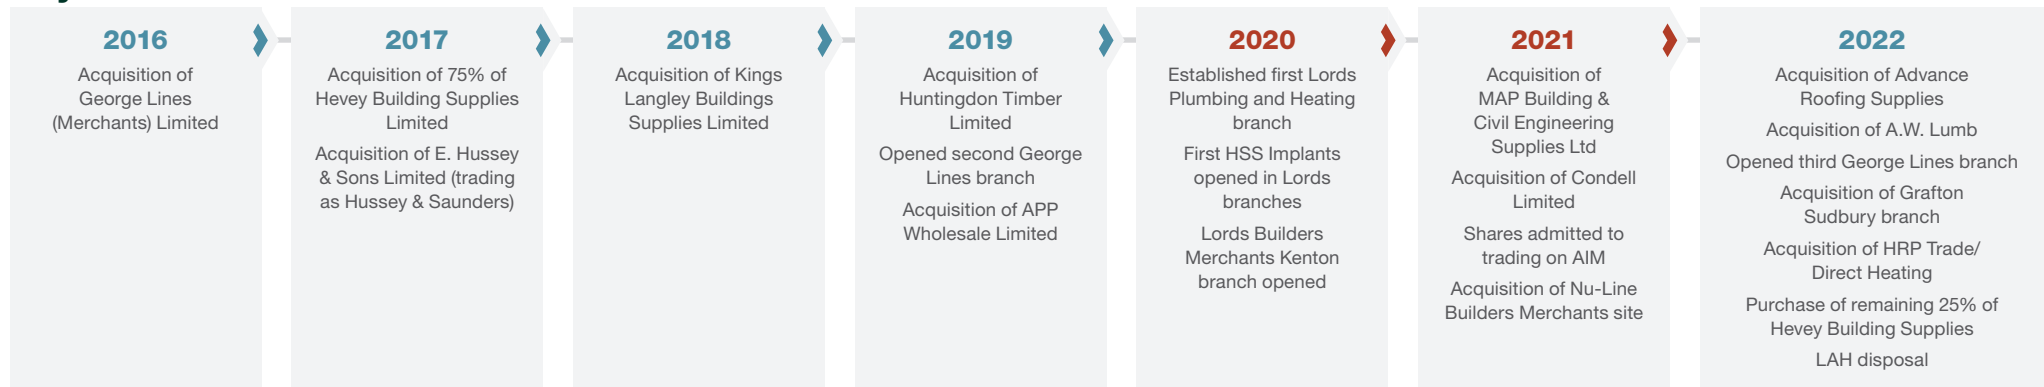 2016
Acquisition of
George Lines
(Merchants) Limited
2017
Acquisition of 75% of
Hevey Building Supplies
Limited
Acquisition of E. Hussey
& Sons Limited (trading
as Hussey & Saunders)
2018
Acquisition of Kings
Langley Buildings
Supplies Limited
2019
Acquisition of
Huntingdon Timber
Limited
Opened second George
Lines branch
Acquisition of APP
Wholesale Limited
2020
Established first Lords
Plumbing and Heating
branch
First HSS Implants
opened in Lords
branches
Lords Builders
Merchants Kenton
branch opened
2021
Acquisition of
MAP Building &
Civil Engineering
Supplies Ltd
Acquisition of Condell
Limited
Shares admitted to
trading on AIM
Acquisition of Nu-Line
Builders Merchants site
2022
Acquisition of Advance
Roofing Supplies
Acquisition of A.W. Lumb
Opened third George Lines branch
Acquisition of Grafton
Sudbury branch
Acquisition of HRP Trade/
Direct Heating
Purchase of remaining 25% of
Hevey Building Supplies
LAH disposal